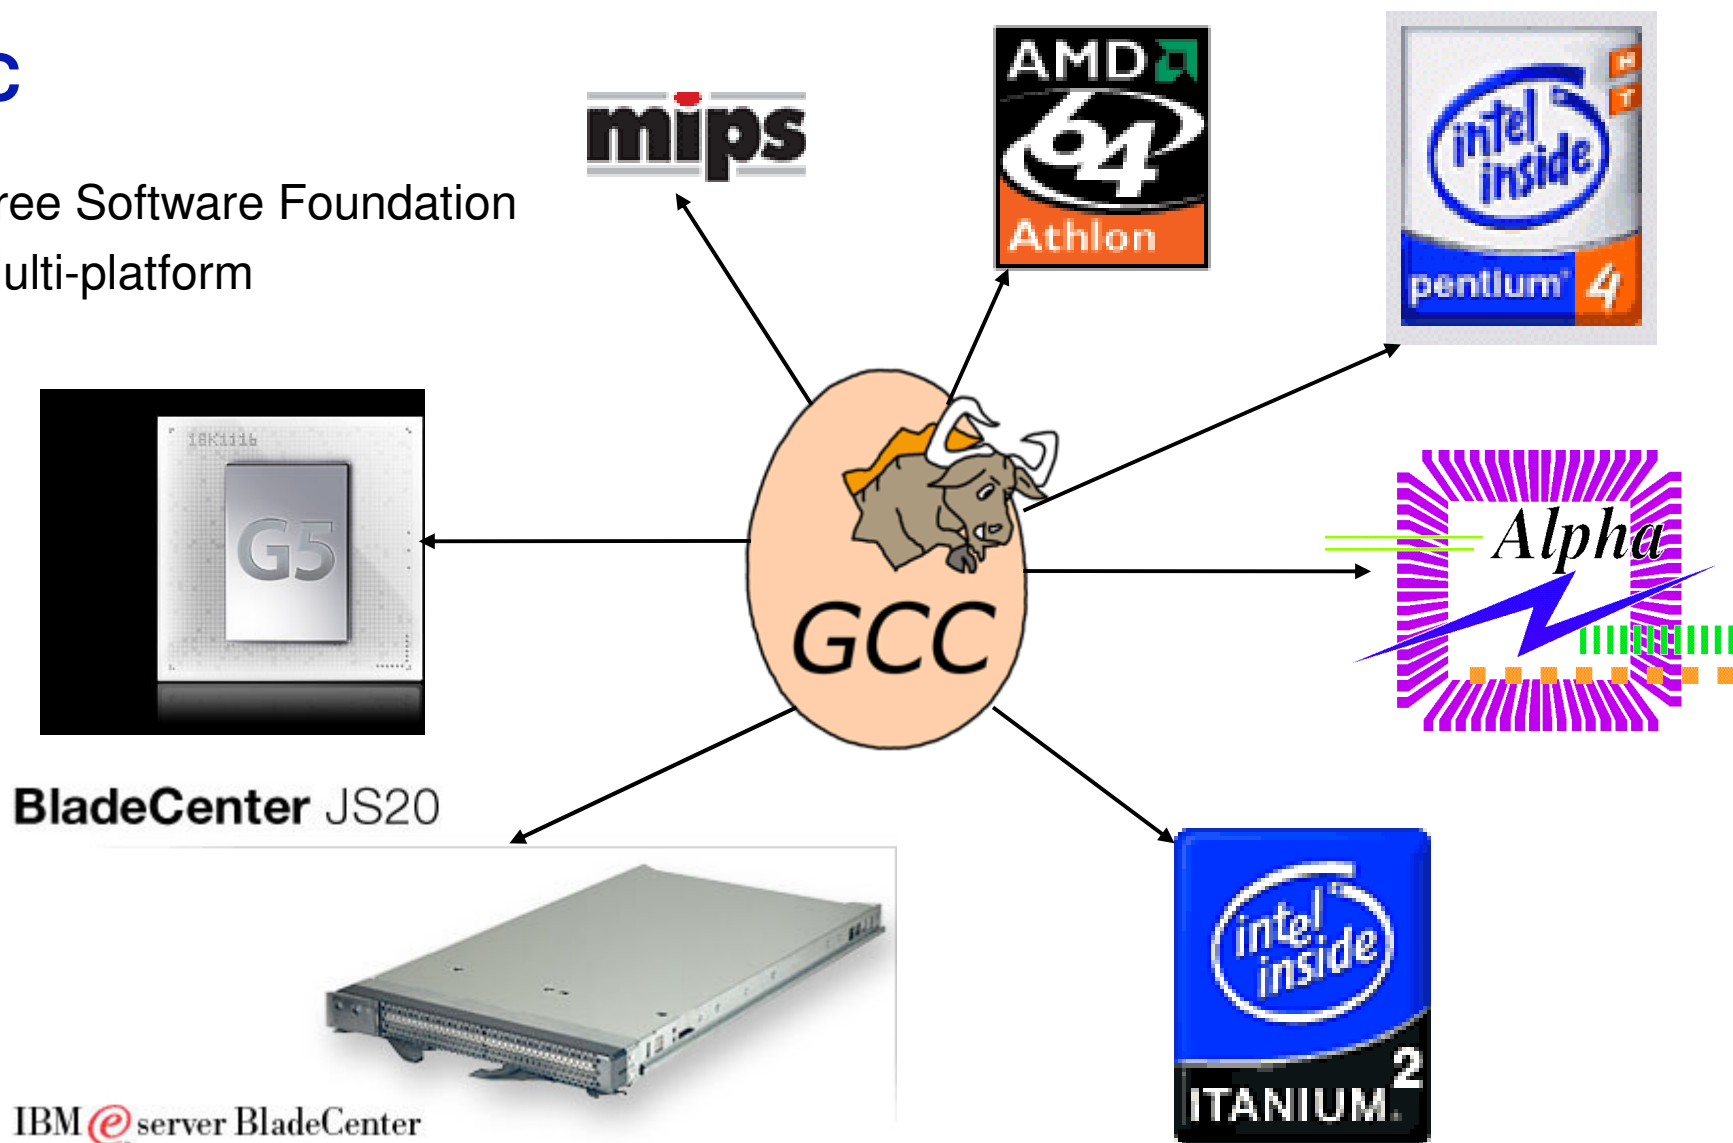 C
ree Software Foundation
ulti-platform
mips
AMD
64
Athlon
intel
inside
H
T
pentium 4
18K1116
G5
GCC
Alpha
BladeCenter JS20
IBM @server BladeCenter
intel
inside
ITANIUM. 2